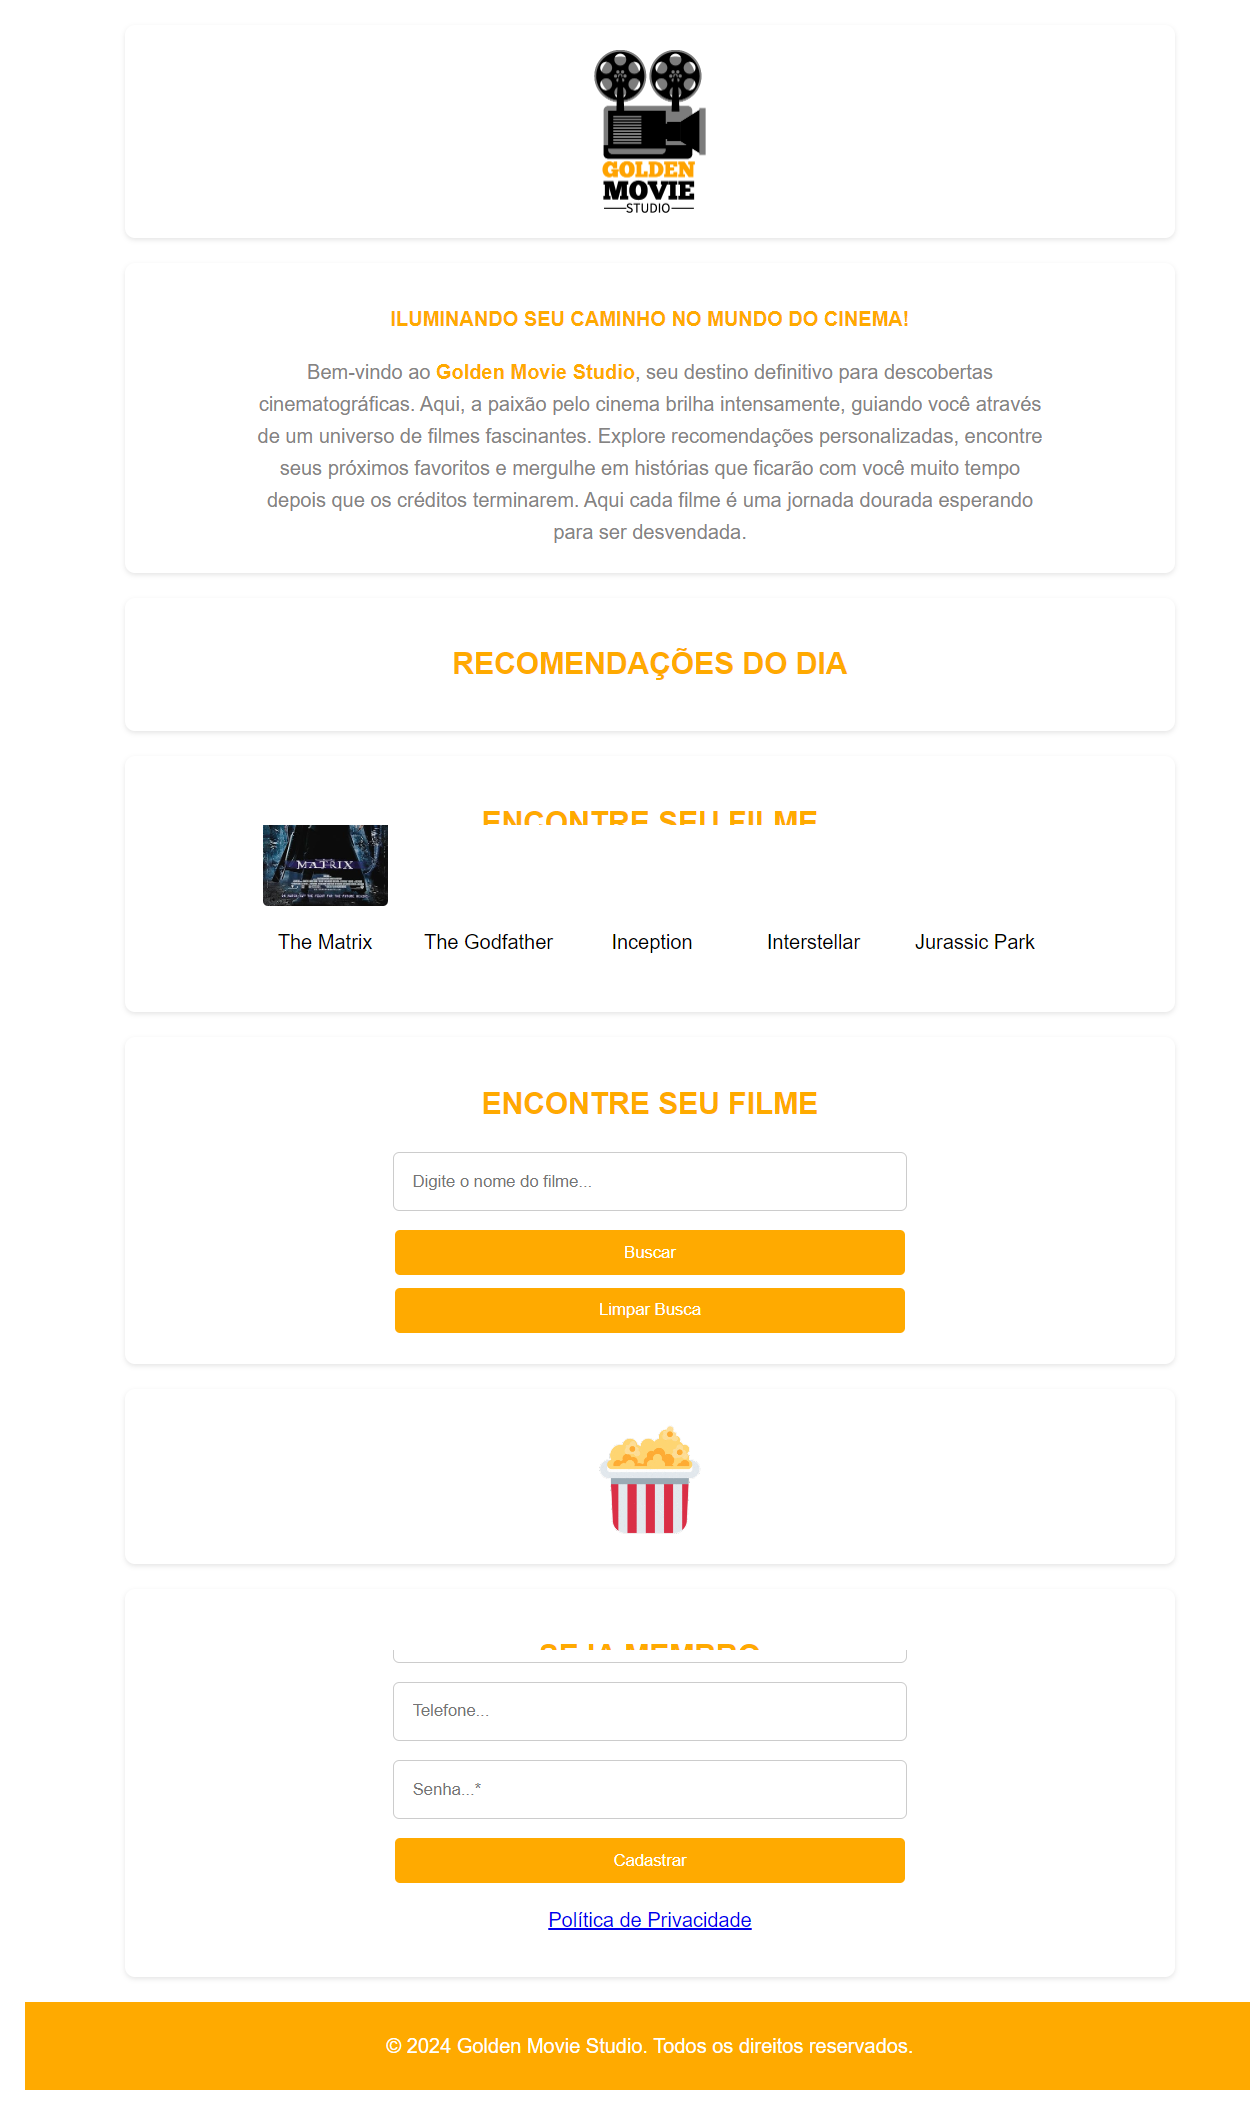 GOLDEN
MOVIE
STUDIO
ILUMINANDO SEU CAMINHO NO MUNDO DO CINEMA!
Bem-vindo ao Golden Movie Studio, seu destino definitivo para descobertas
cinematográficas. Aqui, a paixão pelo cinema brilha intensamente, guiando você através
de um universo de filmes fascinantes. Explore recomendações personalizadas, encontre
seus próximos favoritos e mergulhe em histórias que ficarão com você muito tempo
depois que os créditos terminarem. Aqui cada filme é uma jornada dourada esperando
para ser desvendada.
RECOMENDAÇÕES DO DIA
ENCONTRE SEU FILME
MATRIX
The Matrix The Godfather Inception Interstellar Jurassic Park
ENCONTRE SEU FILME
Digite o nome do filme...
Buscar
Limpar Busca
SEJA MEMBRO
Telefone...
Senha...*
Cadastrar
Política de Privacidade
© 2024 Golden Movie Studio. Todos os direitos reservados.